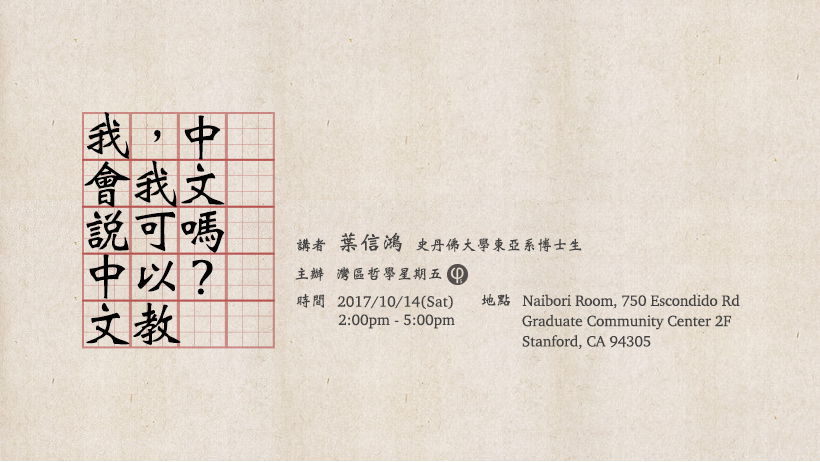 我會說中文
，我可以教
中文嗎？
講者 葉信鴻 史丹佛大學東亞系博士生
主辦 灣區哲學星期五
時間 2017/10/14(Sat)
2:00pm - 5:00pm
地點 Naibori Room, 750 Escondido Rd
Graduate Community Center 2F
Stanford, CA 94305